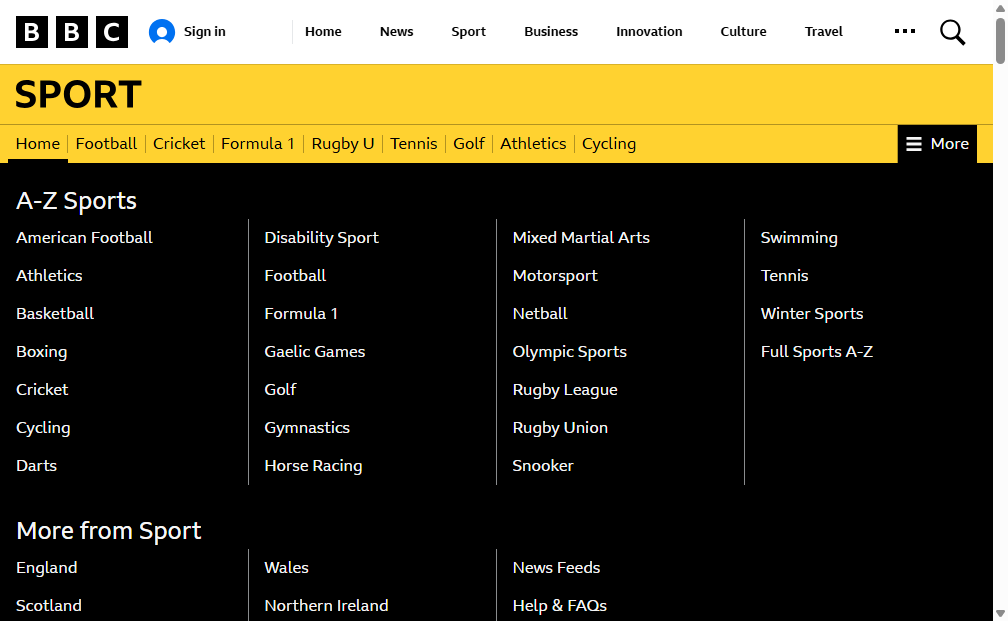 BBC Sign in Home News Sport Business Innovation Culture Travel
SPORT
Home Football Cricket Formula 1 Rugby U Tennis Golf Athletics Cycling More
A-Z Sports
American Football
Athletics
Basketball
Boxing
Cricket
Cycling
Darts
Disability Sport
Football
Formula 1
Gaelic Games
Golf
Gymnastics
Horse Racing
Mixed Martial Arts
Motorsport
Netball
Olympic Sports
Rugby League
Rugby Union
Snooker
Swimming
Tennis
Winter Sports
Full Sports A-Z
More from Sport
England
Scotland
Wales
Northern Ireland
News Feeds
Help & FAQs